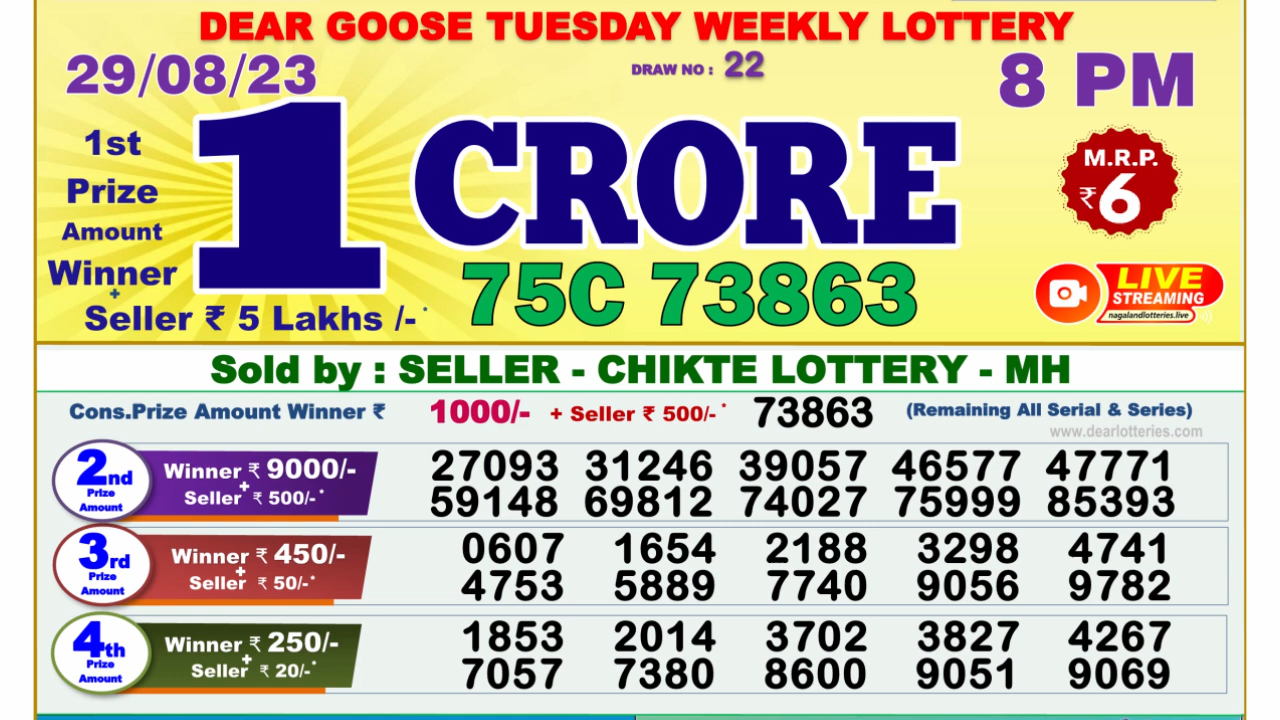 DEAR GOOSE TUESDAY WEEKLY LOTTERY
29/08/23
DRAW NO : 22
8 PM
1st
Prize
Amount
Winner
+
Seller ₹ 5 Lakhs /-*
1 CRORE
75C 73863
M.R.P.
₹6
LIVE
STREAMING
nagalandlotteries.live
Sold by : SELLER - CHIKTE LOTTERY - MH
Cons.Prize Amount Winner ₹ 1000/- + Seller ₹ 500/-* 73863 (Remaining All Serial & Series)
www.dearlotteries.com
2nd
Prize
Amount
Winner ₹ 9000/-
+
Seller ₹ 500/-*
27093 31246 39057 46577 47771
59148 69812 74027 75999 85393
3rd
Prize
Amount
Winner ₹ 450/-
+
Seller ₹ 50/-*
0607 1654 2188 3298 4741
4753 5889 7740 9056 9782
4th
Prize
Amount
Winner ₹ 250/-
+
Seller ₹ 20/-*
1853 2014 3702 3827 4267
7057 7380 8600 9051 9069